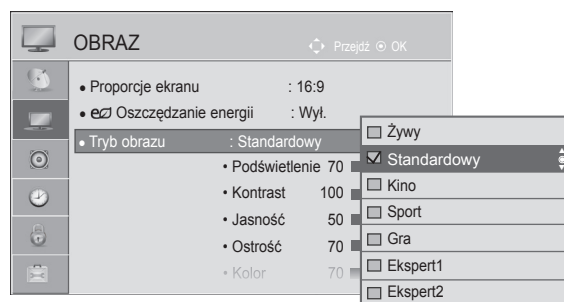 OBRAZ
Przejdź OK
• Proporcje ekranu : 16:9
• eco Oszczędzanie energii : Wył.
• Tryb obrazu : Standardowy
• Podświetlenie 70
• Kontrast 100
• Jasność 50
• Ostrość 70
• Kolor 70
Żywy
Standardowy
Kino
Sport
Gra
Ekspert1
Ekspert2